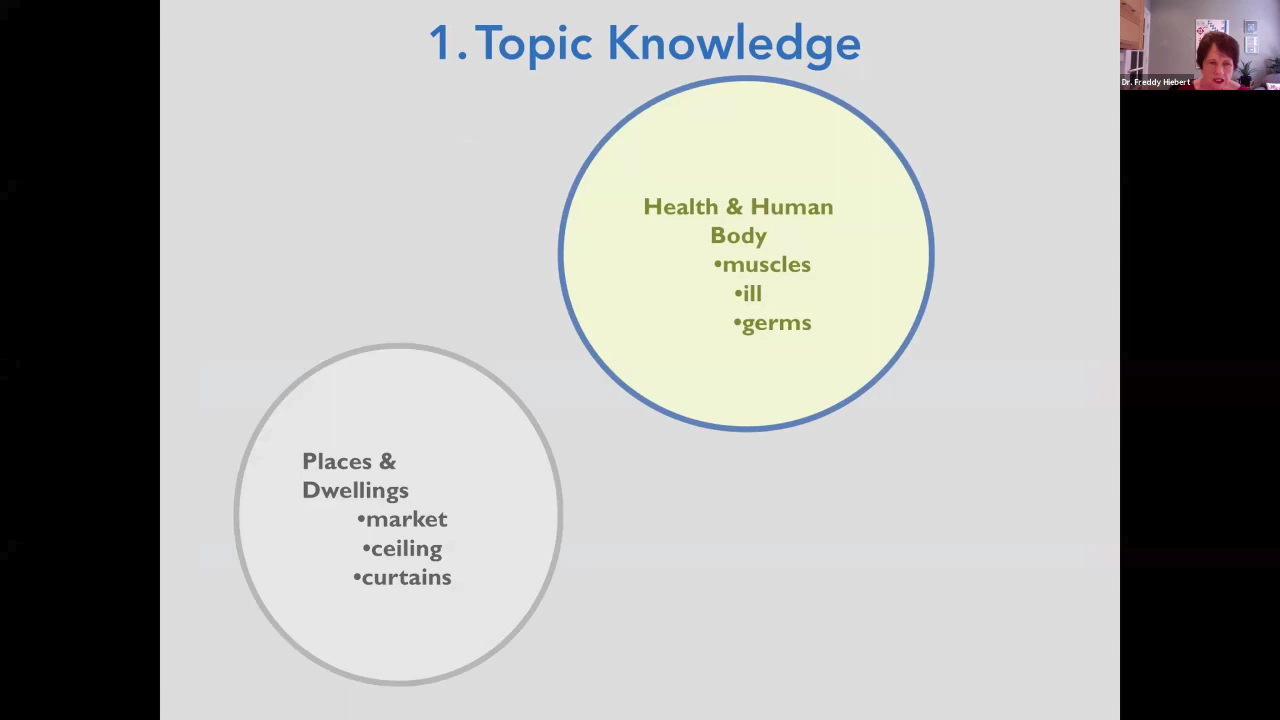 1. Topic Knowledge
Dr. Freddy Hiebert
Health & Human
Body
•muscles
•ill
•germs
Places &
Dwellings
•market
•ceiling
•curtains